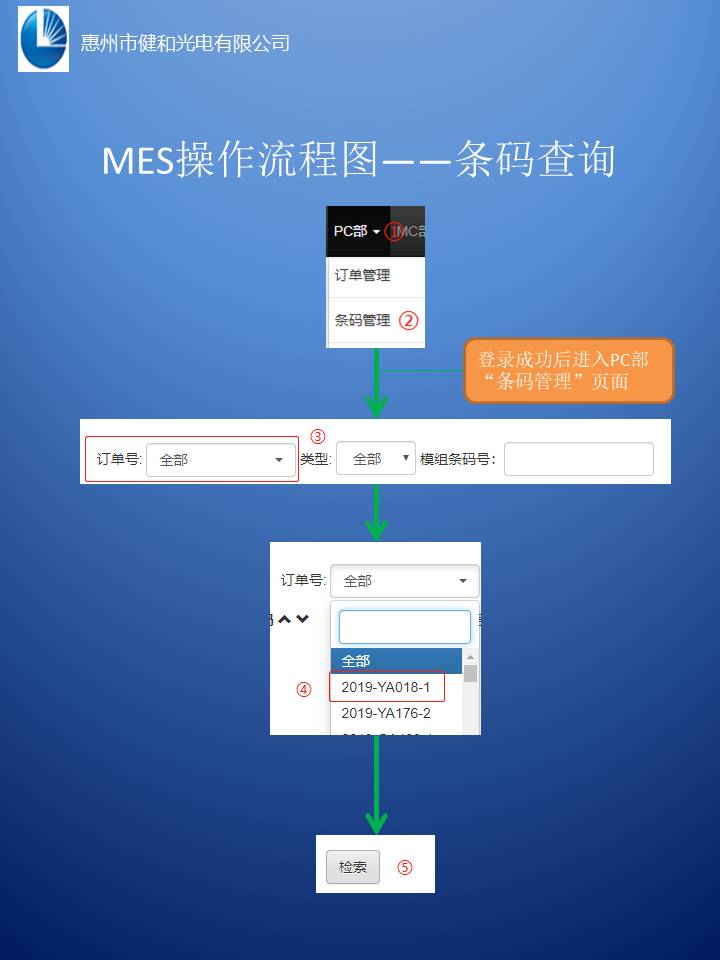 惠州市健和光电有限公司
MES操作流程图——条码查询
PC部 ① MC部
订单管理
条码管理 ②
登录成功后进入PC部
“条码管理”页面
③
订单号: 全部 类型: 全部 模组条码号:
订单号: 全部
全部
④ 2019-YA018-1
2019-YA176-2
检索 ⑤